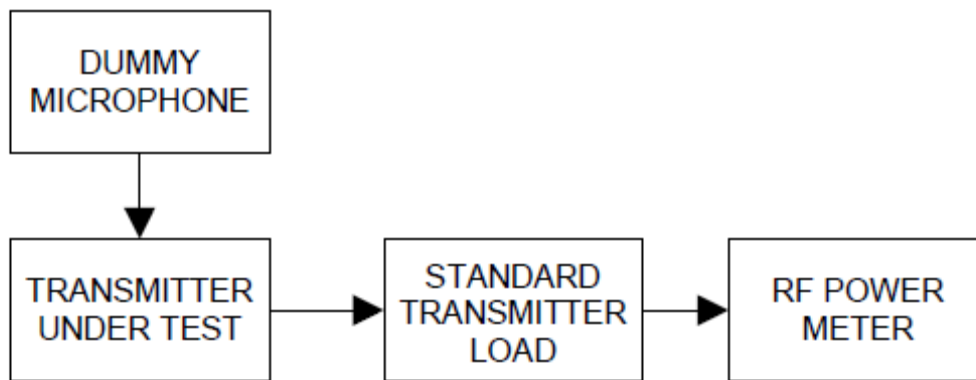 DUMMY
MICROPHONE
TRANSMITTER
UNDER TEST
STANDARD
TRANSMITTER
LOAD
RF POWER
METER